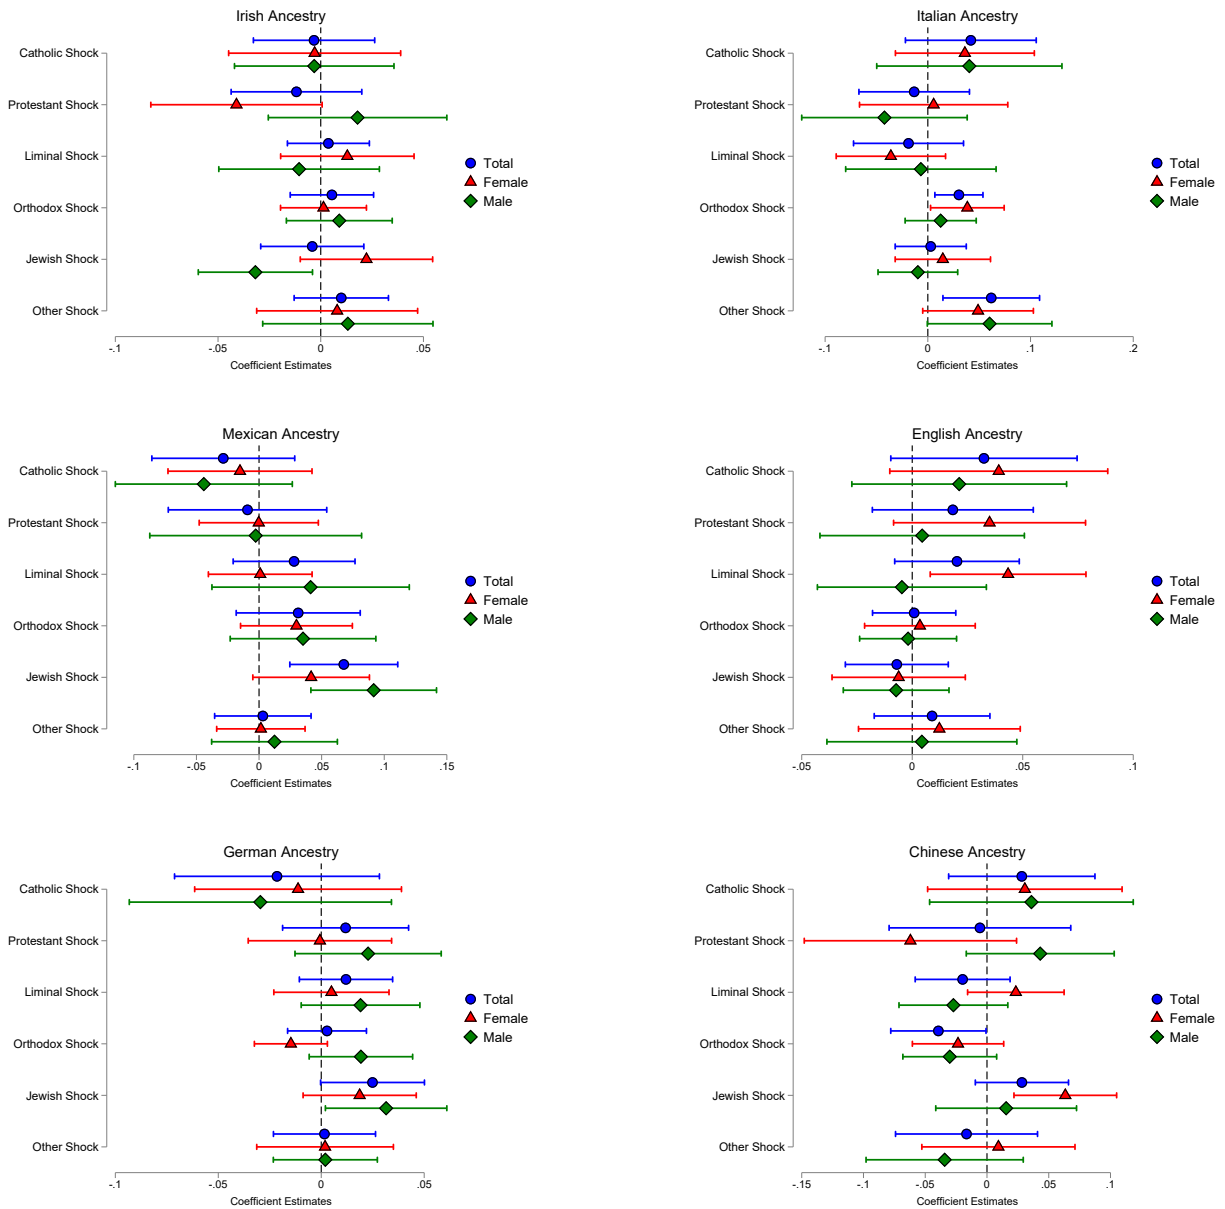 Irish Ancestry
Catholic Shock
Protestant Shock
Liminal Shock
Orthodox Shock
Jewish Shock
Other Shock
-.1 -.05 0 .05
Coefficient Estimates
Total
Female
Male
Italian Ancestry
Catholic Shock
Protestant Shock
Liminal Shock
Orthodox Shock
Jewish Shock
Other Shock
-.1 0 .1 .2
Coefficient Estimates
Total
Female
Male
Mexican Ancestry
Catholic Shock
Protestant Shock
Liminal Shock
Orthodox Shock
Jewish Shock
Other Shock
-.1 -.05 0 .05 .1 .15
Coefficient Estimates
Total
Female
Male
English Ancestry
Catholic Shock
Protestant Shock
Liminal Shock
Orthodox Shock
Jewish Shock
Other Shock
-.05 0 .05 .1
Coefficient Estimates
Total
Female
Male
German Ancestry
Catholic Shock
Protestant Shock
Liminal Shock
Orthodox Shock
Jewish Shock
Other Shock
-.1 -.05 0 .05
Coefficient Estimates
Total
Female
Male
Chinese Ancestry
Catholic Shock
Protestant Shock
Liminal Shock
Orthodox Shock
Jewish Shock
Other Shock
-.15 -.1 -.05 0 .05 .1
Coefficient Estimates
Total
Female
Male